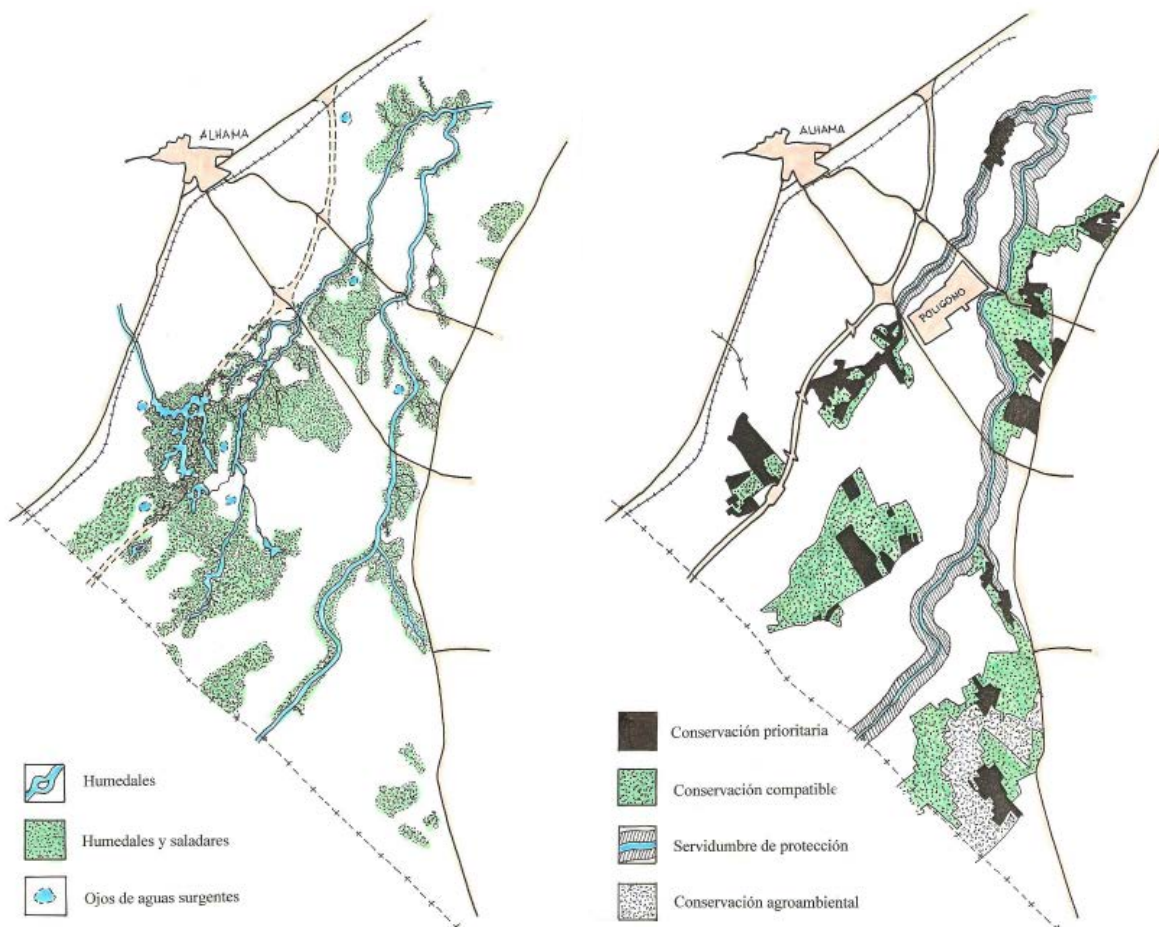 ALHAMA
Humedales
Humedales y saladares
Ojos de aguas surgentes
ALHAMA
POLIGONO
Conservación prioritaria
Conservación compatible
Servidumbre de protección
Conservación agroambiental